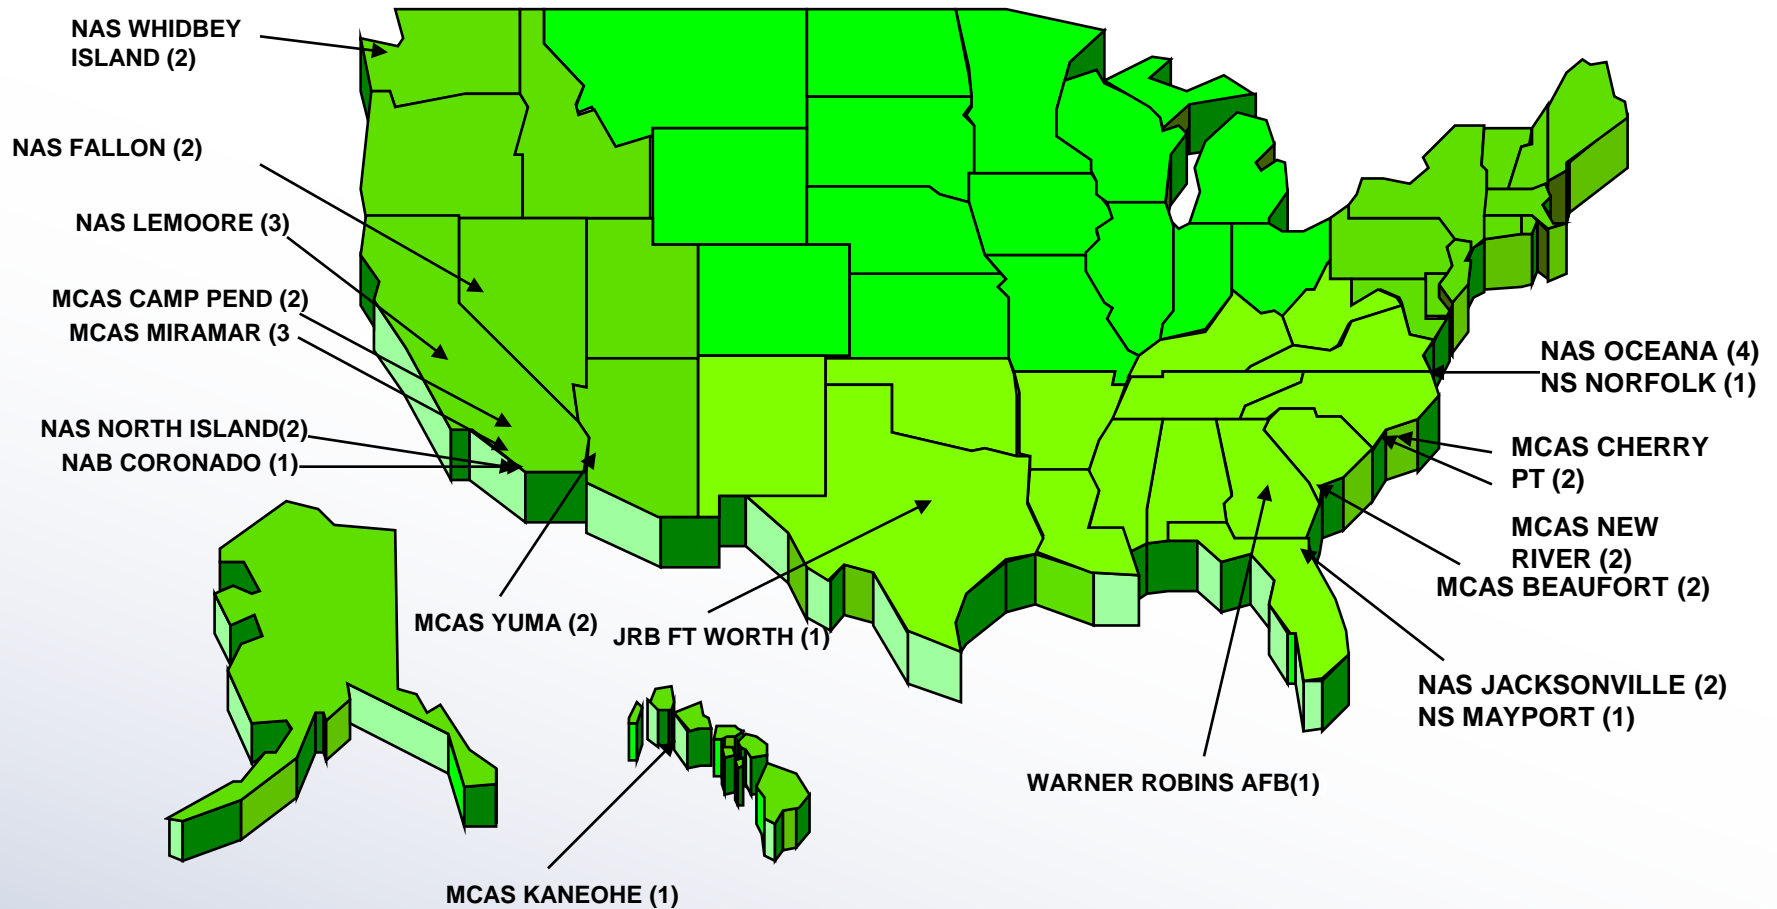 NAS WHIDBEY
ISLAND (2)
NAS FALLON (2)
NAS LEMOORE (3)
MCAS CAMP PEND (2)
MCAS MIRAMAR (3
NAS NORTH ISLAND(2)
NAB CORONADO (1)
MCAS YUMA (2)
JRB FT WORTH (1)
MCAS KANEOHE (1)
WARNER ROBINS AFB(1)
NAS OCEANA (4)
NS NORFOLK (1)
MCAS CHERRY
PT (2)
MCAS NEW
RIVER (2)
MCAS BEAUFORT (2)
NAS JACKSONVILLE (2)
NS MAYPORT (1)